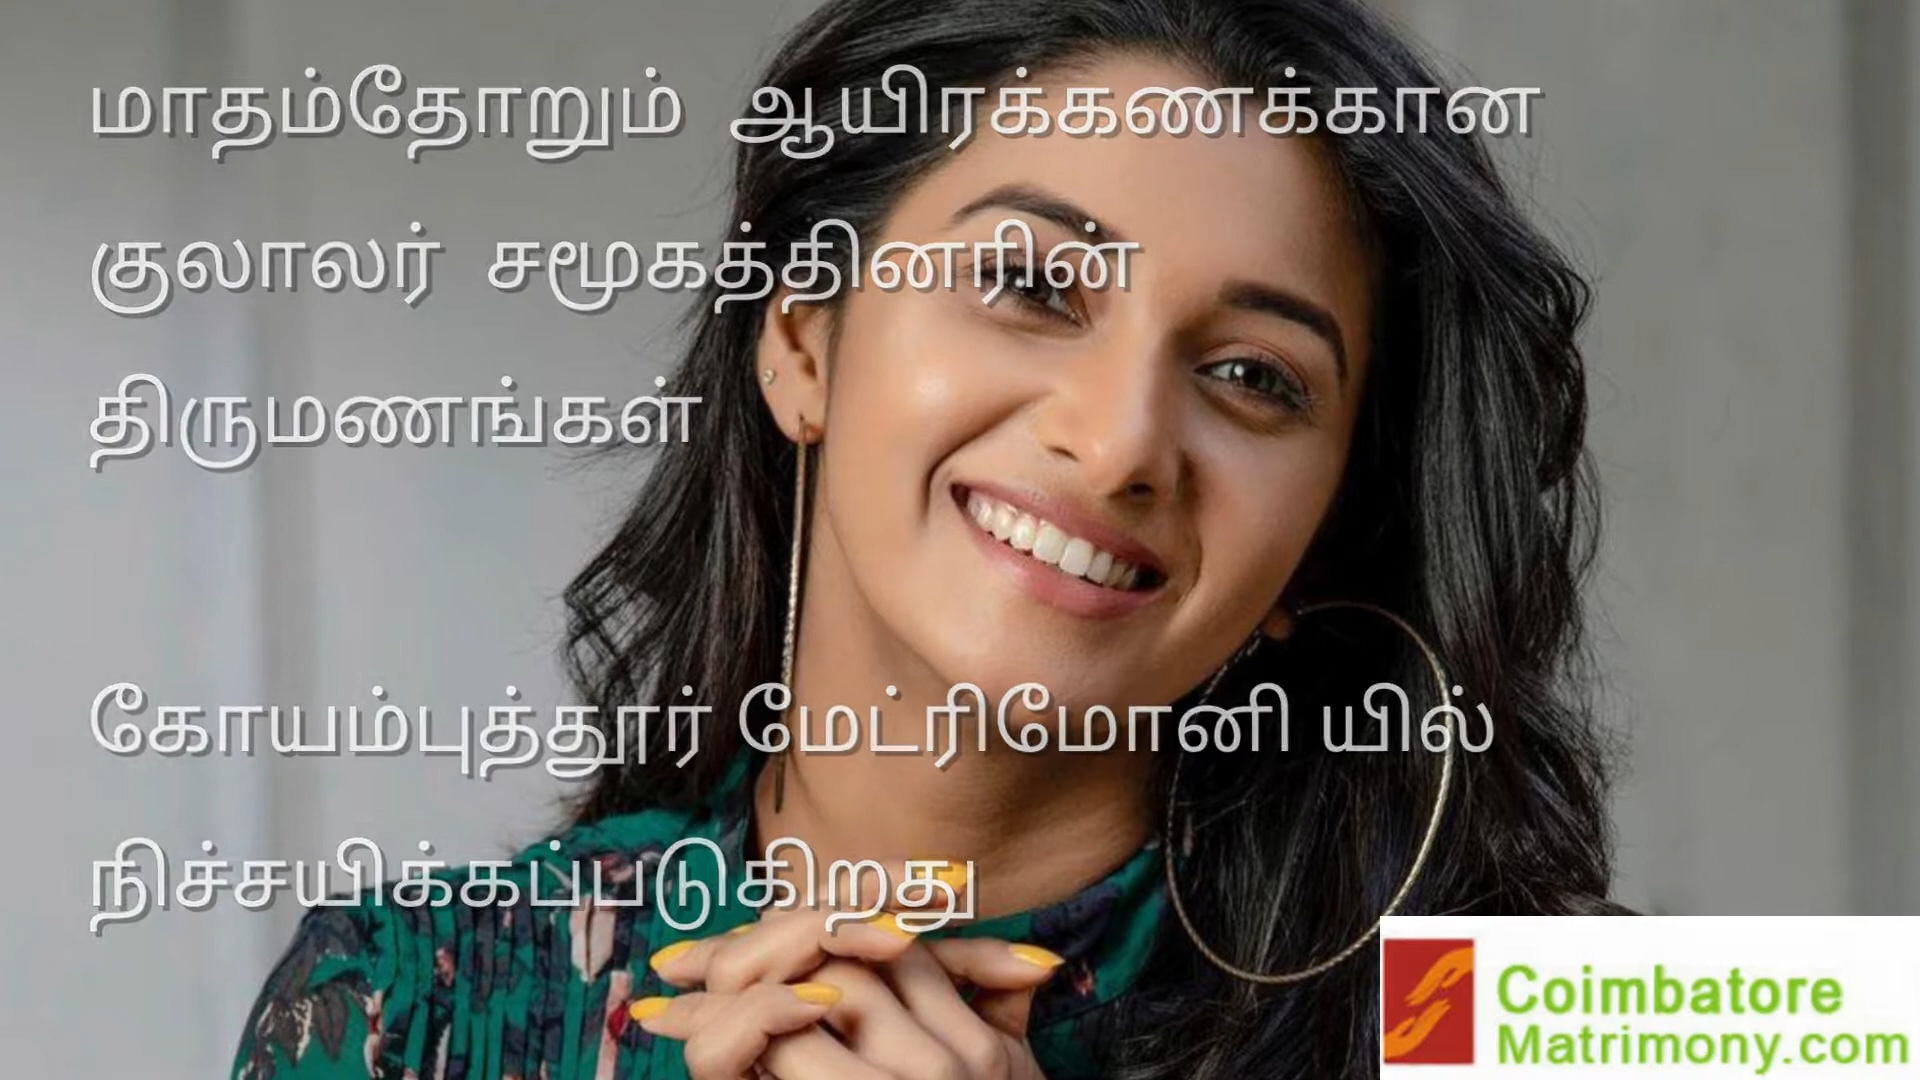 மாதம்தோறும் ஆயிரக்கணக்கான
குலாலர் சமூகத்தினரின்
திருமணங்கள்
கோயம்புத்தூர் மேட்ரிமோனி யில்
நிச்சயிக்கப்படுகிறது
Coimbatore
Matrimony.com